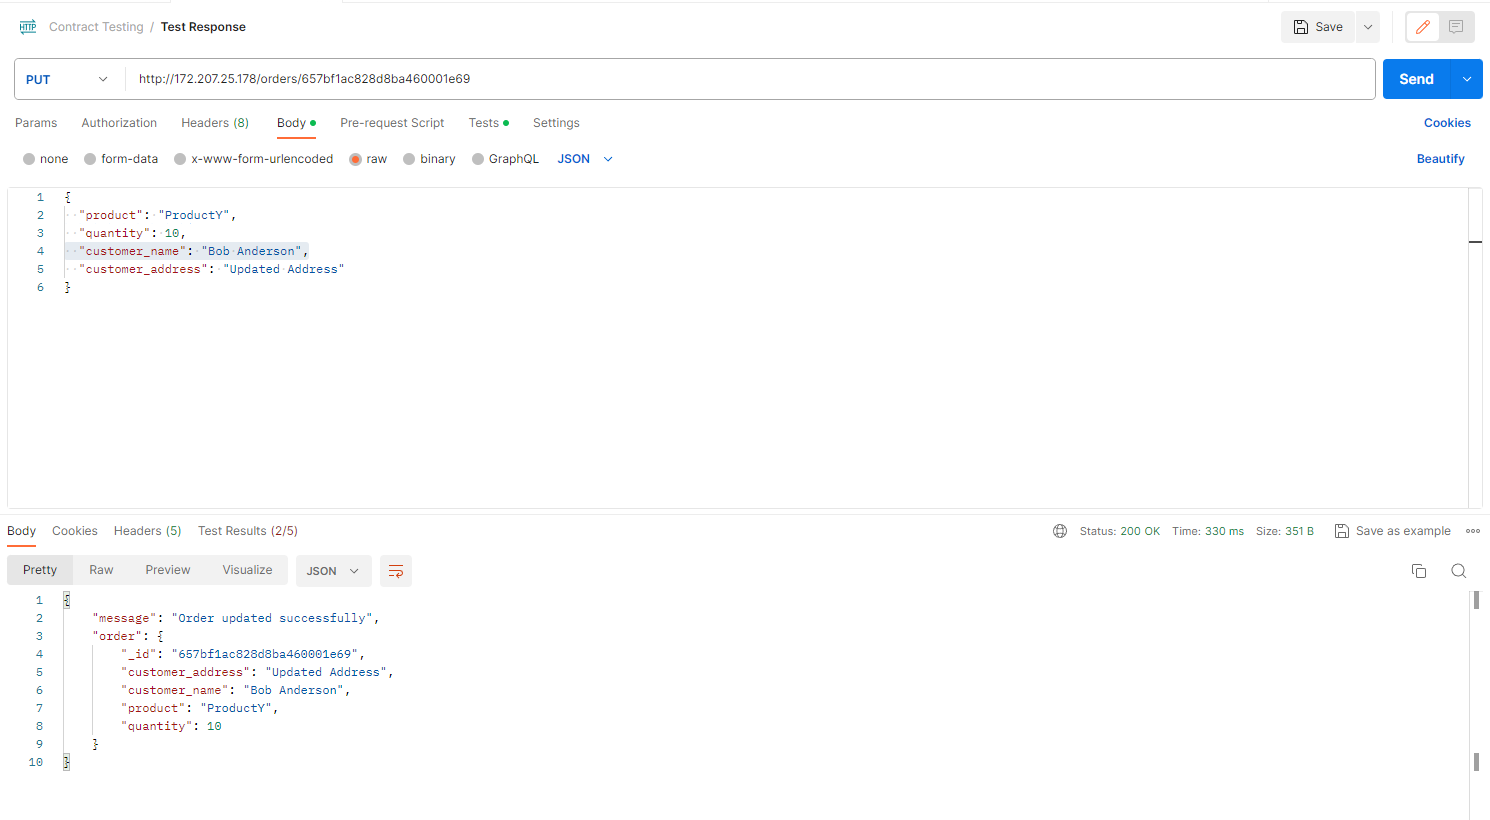 HTTP Contract Testing / Test Response Save
PUT http://172.207.25.178/orders/657bf1ac828d8ba460001e69 Send
Params Authorization Headers (8) Body Pre-request Script Tests Settings Cookies
none form-data x-www-form-urlencoded raw binary GraphQL JSON Beautify
1 {
2 "product": "ProductY",
3 "quantity": 10,
4 "customer_name": "Bob Anderson",
5 "customer_address": "Updated Address"
6 }
Body Cookies Headers (5) Test Results (2/5) Status: 200 OK Time: 330 ms Size: 351 B Save as example
Pretty Raw Preview Visualize JSON
1 {
2 "message": "Order updated successfully",
3 "order": {
4 "_id": "657bf1ac828d8ba460001e69",
5 "customer_address": "Updated Address",
6 "customer_name": "Bob Anderson",
7 "product": "ProductY",
8 "quantity": 10
9 }
10 }